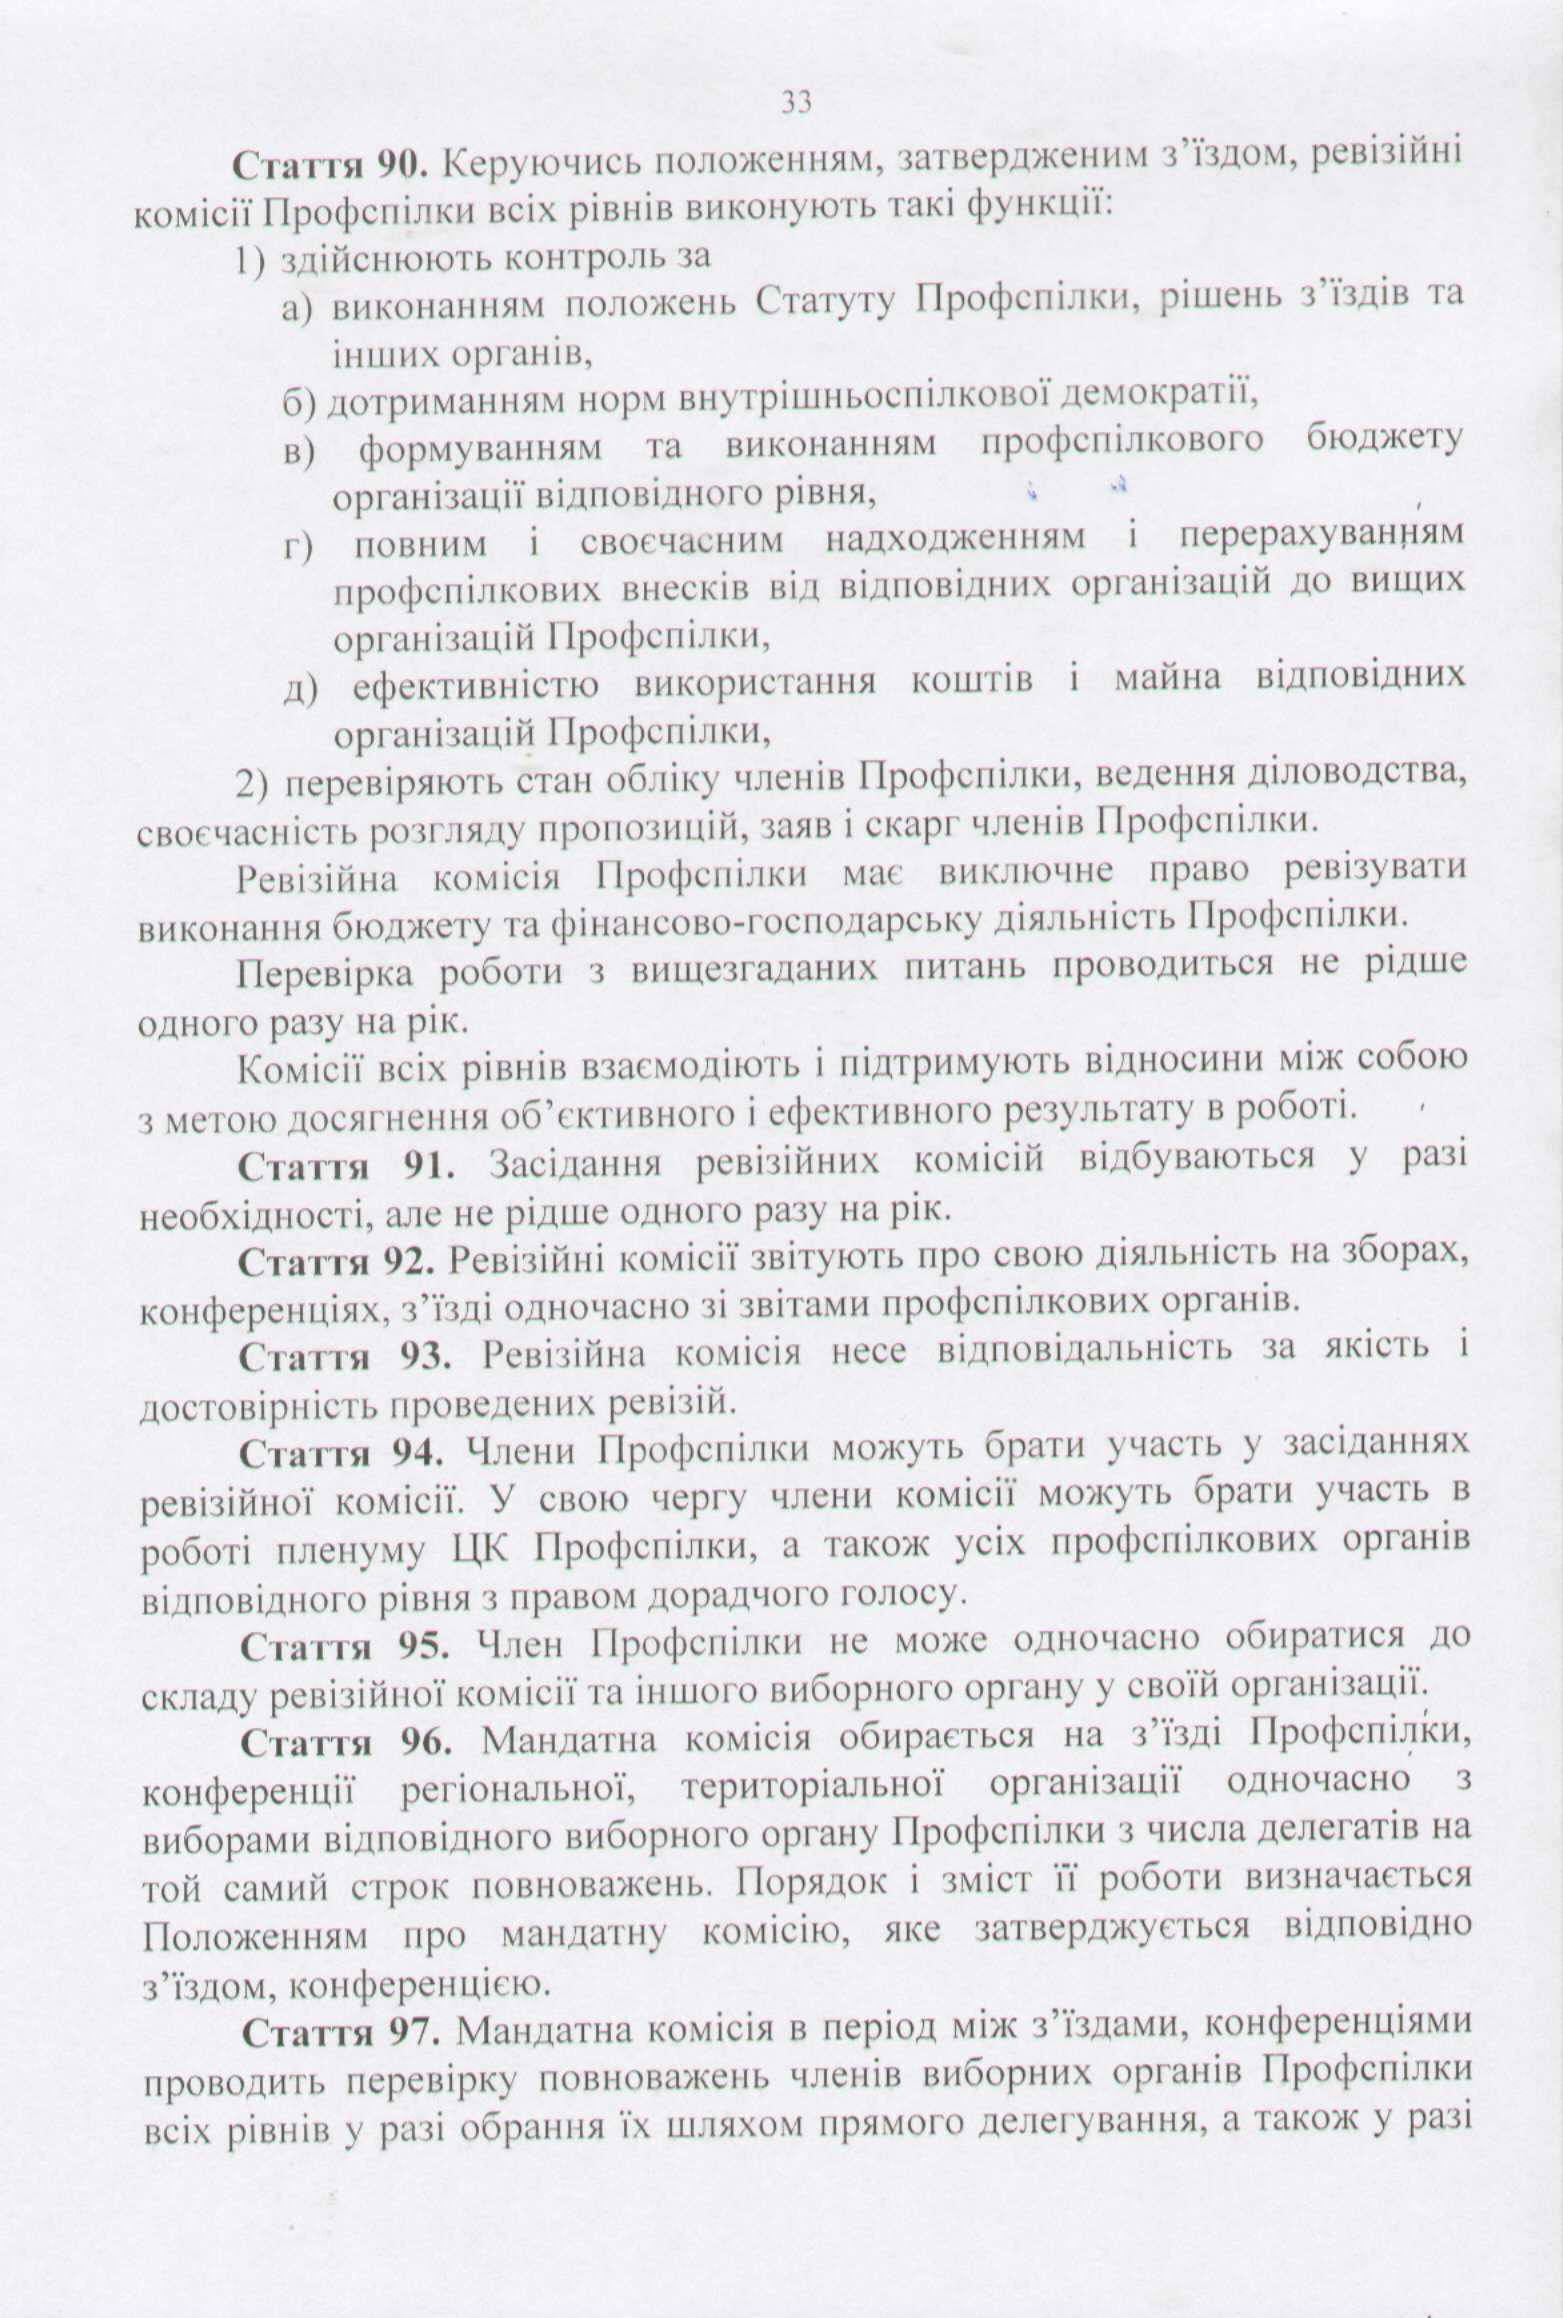 33
Стаття 90. Керуючись положенням, затвердженим з’їздом, ревізійні
комісії Профспілки всіх рівнів виконують такі функції:
1) здійснюють контроль за
а) виконанням положень Статуту Профспілки, рішень з’їздів та
інших органів,
б) дотриманням норм внутрішньоспілкової демократії,
в) формуванням та виконанням профспілкового бюджету
організації відповідного рівня,
г) повним і своєчасним надходженням і перерахуванням
профспілкових внесків від відповідних організацій до вищих
організацій Профспілки,
д) ефективністю використання коштів і майна відповідних
організацій Профспілки,
2) перевіряють стан обліку членів Профспілки, ведення діловодства,
своєчасність розгляду пропозицій, заяв і скарг членів Профспілки.
Ревізійна комісія Профспілки має виключне право ревізувати
виконання бюджету та фінансово-господарську діяльність Профспілки.
Перевірка роботи з вищезгаданих питань проводиться не рідше
одного разу на рік.
Комісії всіх рівнів взаємодіють і підтримують відносини між собою
з метою досягнення об’єктивного і ефективного результату в роботі.
Стаття 91. Засідання ревізійних комісій відбуваються у разі
необхідності, але не рідше одного разу на рік.
Стаття 92. Ревізійні комісії звітують про свою діяльність на зборах,
конференціях, з’їзді одночасно зі звітами профспілкових органів.
Стаття 93. Ревізійна комісія несе відповідальність за якість і
достовірність проведених ревізій.
Стаття 94. Члени Профспілки можуть брати участь у засіданнях
ревізійної комісії. У свою чергу члени комісії можуть брати участь в
роботі пленуму ЦК Профспілки, а також усіх профспілкових органів
відповідного рівня з правом дорадчого голосу.
Стаття 95. Член Профспілки не може одночасно обиратися до
складу ревізійної комісії та іншого виборного органу у своїй організації.
Стаття 96. Мандатна комісія обирається на з’їзді Профспілки,
конференції регіональної, територіальної організації одночасно з
виборами відповідного виборного органу Профспілки з числа делегатів на
той самий строк повноважень. Порядок і зміст її роботи визначається
Положенням про мандатну комісію, яке затверджується відповідно
з’їздом, конференцією.
Стаття 97. Мандатна комісія в період між з’їздами, конференціями
проводить перевірку повноважень членів виборних органів Профспілки
всіх рівнів у разі обрання їх шляхом прямого делегування, а також у разі